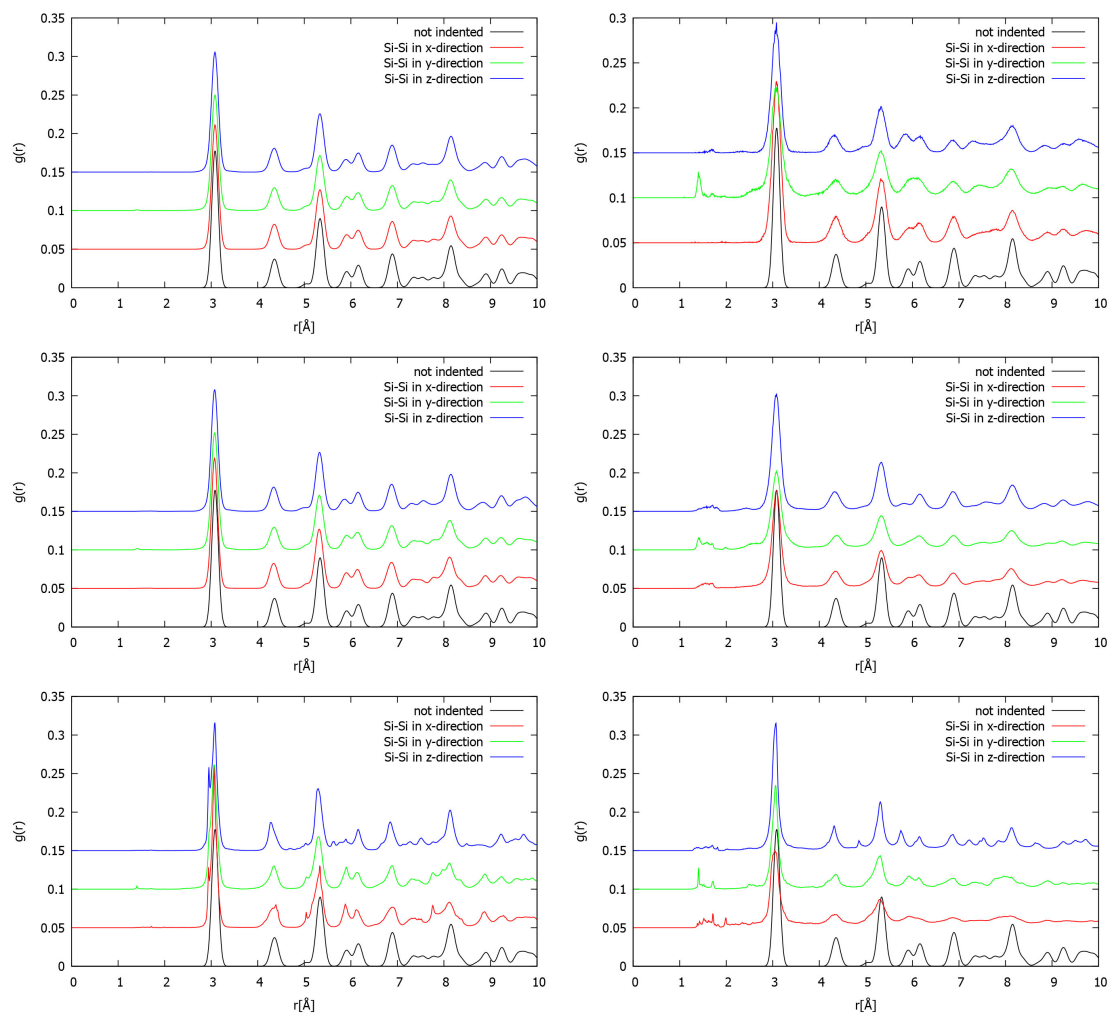 0.35
0.3
0.25
0.2
0.15
0.1
0.05
0
g(r)
not indented
Si-Si in x-direction
Si-Si in y-direction
Si-Si in z-direction
0 1 2 3 4 5 6 7 8 9 10
r[Å]
0.3
0.25
0.2
0.15
0.1
0.05
0
g(r)
not indented
Si-Si in x-direction
Si-Si in y-direction
Si-Si in z-direction
0 1 2 3 4 5 6 7 8 9 10
r[Å]
0.35
0.3
0.25
0.2
0.15
0.1
0.05
0
g(r)
not indented
Si-Si in x-direction
Si-Si in y-direction
Si-Si in z-direction
0 1 2 3 4 5 6 7 8 9 10
r[Å]
0.35
0.3
0.25
0.2
0.15
0.1
0.05
0
g(r)
not indented
Si-Si in x-direction
Si-Si in y-direction
Si-Si in z-direction
0 1 2 3 4 5 6 7 8 9 10
r[Å]
0.35
0.3
0.25
0.2
0.15
0.1
0.05
0
g(r)
not indented
Si-Si in x-direction
Si-Si in y-direction
Si-Si in z-direction
0 1 2 3 4 5 6 7 8 9 10
r[Å]
0.35
0.3
0.25
0.2
0.15
0.1
0.05
0
g(r)
not indented
Si-Si in x-direction
Si-Si in y-direction
Si-Si in z-direction
0 1 2 3 4 5 6 7 8 9 10
r[Å]